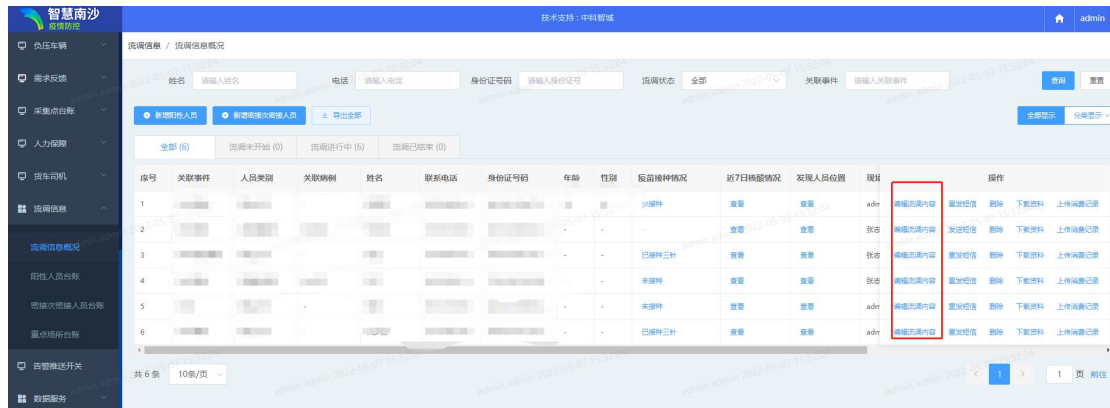 智慧南沙
疫情防控
技术支持：中科智城
admin
负压车辆
需求反馈
采集点台账
人力保障
货车司机
流调信息
流调信息概况
阳性人员台账
密接次密接人员台账
重点场所台账
告警推送开关
数据服务
流调信息 / 流调信息概况
姓名 请输入姓名 电话 请输入电话 身份证号码 请输入身份证号 流调状态 全部 关联事件 请输入关联事件 查询 重置
新增阳性人员 新增密接次密接人员 导出全部 全部显示 分类显示
全部 (6) 流调未开始 (0) 流调进行中 (6) 流调已结束 (0)
序号 关联事件 人员类别 关联病例 姓名 联系电话 身份证号码 年龄 性别 疫苗接种情况 近7日核酸情况 发现人员位置 操作
1 接种 查看 查看 adm 编辑流调内容 重发短信 删除 下载资料 上传消费记录
2 - - - 查看 查看 张志 编辑流调内容 发送短信 删除 下载资料 上传消费记录
3 - - 已接种三针 查看 查看 张志 编辑流调内容 重发短信 删除 下载资料 上传消费记录
4 - 未接种 查看 查看 张志 编辑流调内容 重发短信 删除 下载资料 上传消费记录
5 - - - 未接种 查看 查看 adm 编辑流调内容 重发短信 删除 下载资料 上传消费记录
6 - - 已接种三针 查看 查看 adm 编辑流调内容 重发短信 删除 下载资料 上传消费记录
共 6 条 10条/页 < 1 > 1 页 前往
admin admin 2022-05-07 15:32:04